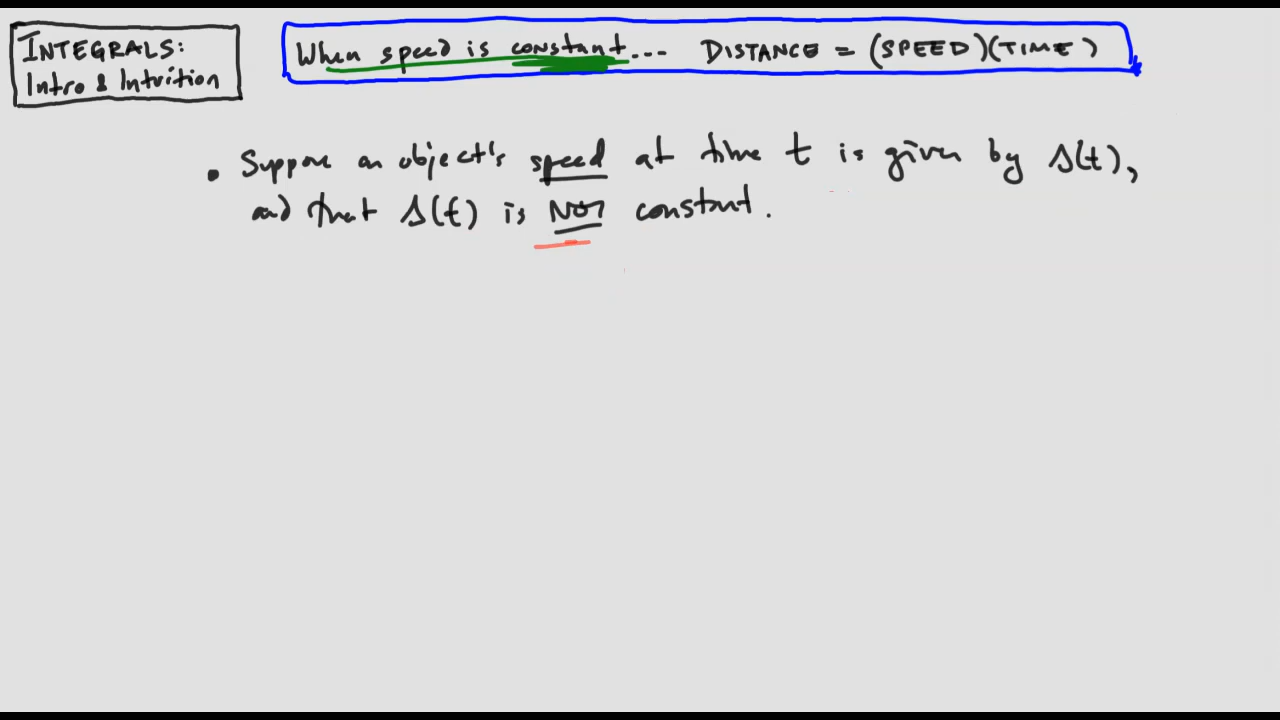 INTEGRALS:
Intro & Intuition
When speed is constant... DISTANCE = (SPEED)(TIME)
• Suppose an object's speed at time t is given by s(t),
and that s(t) is NOT constant.